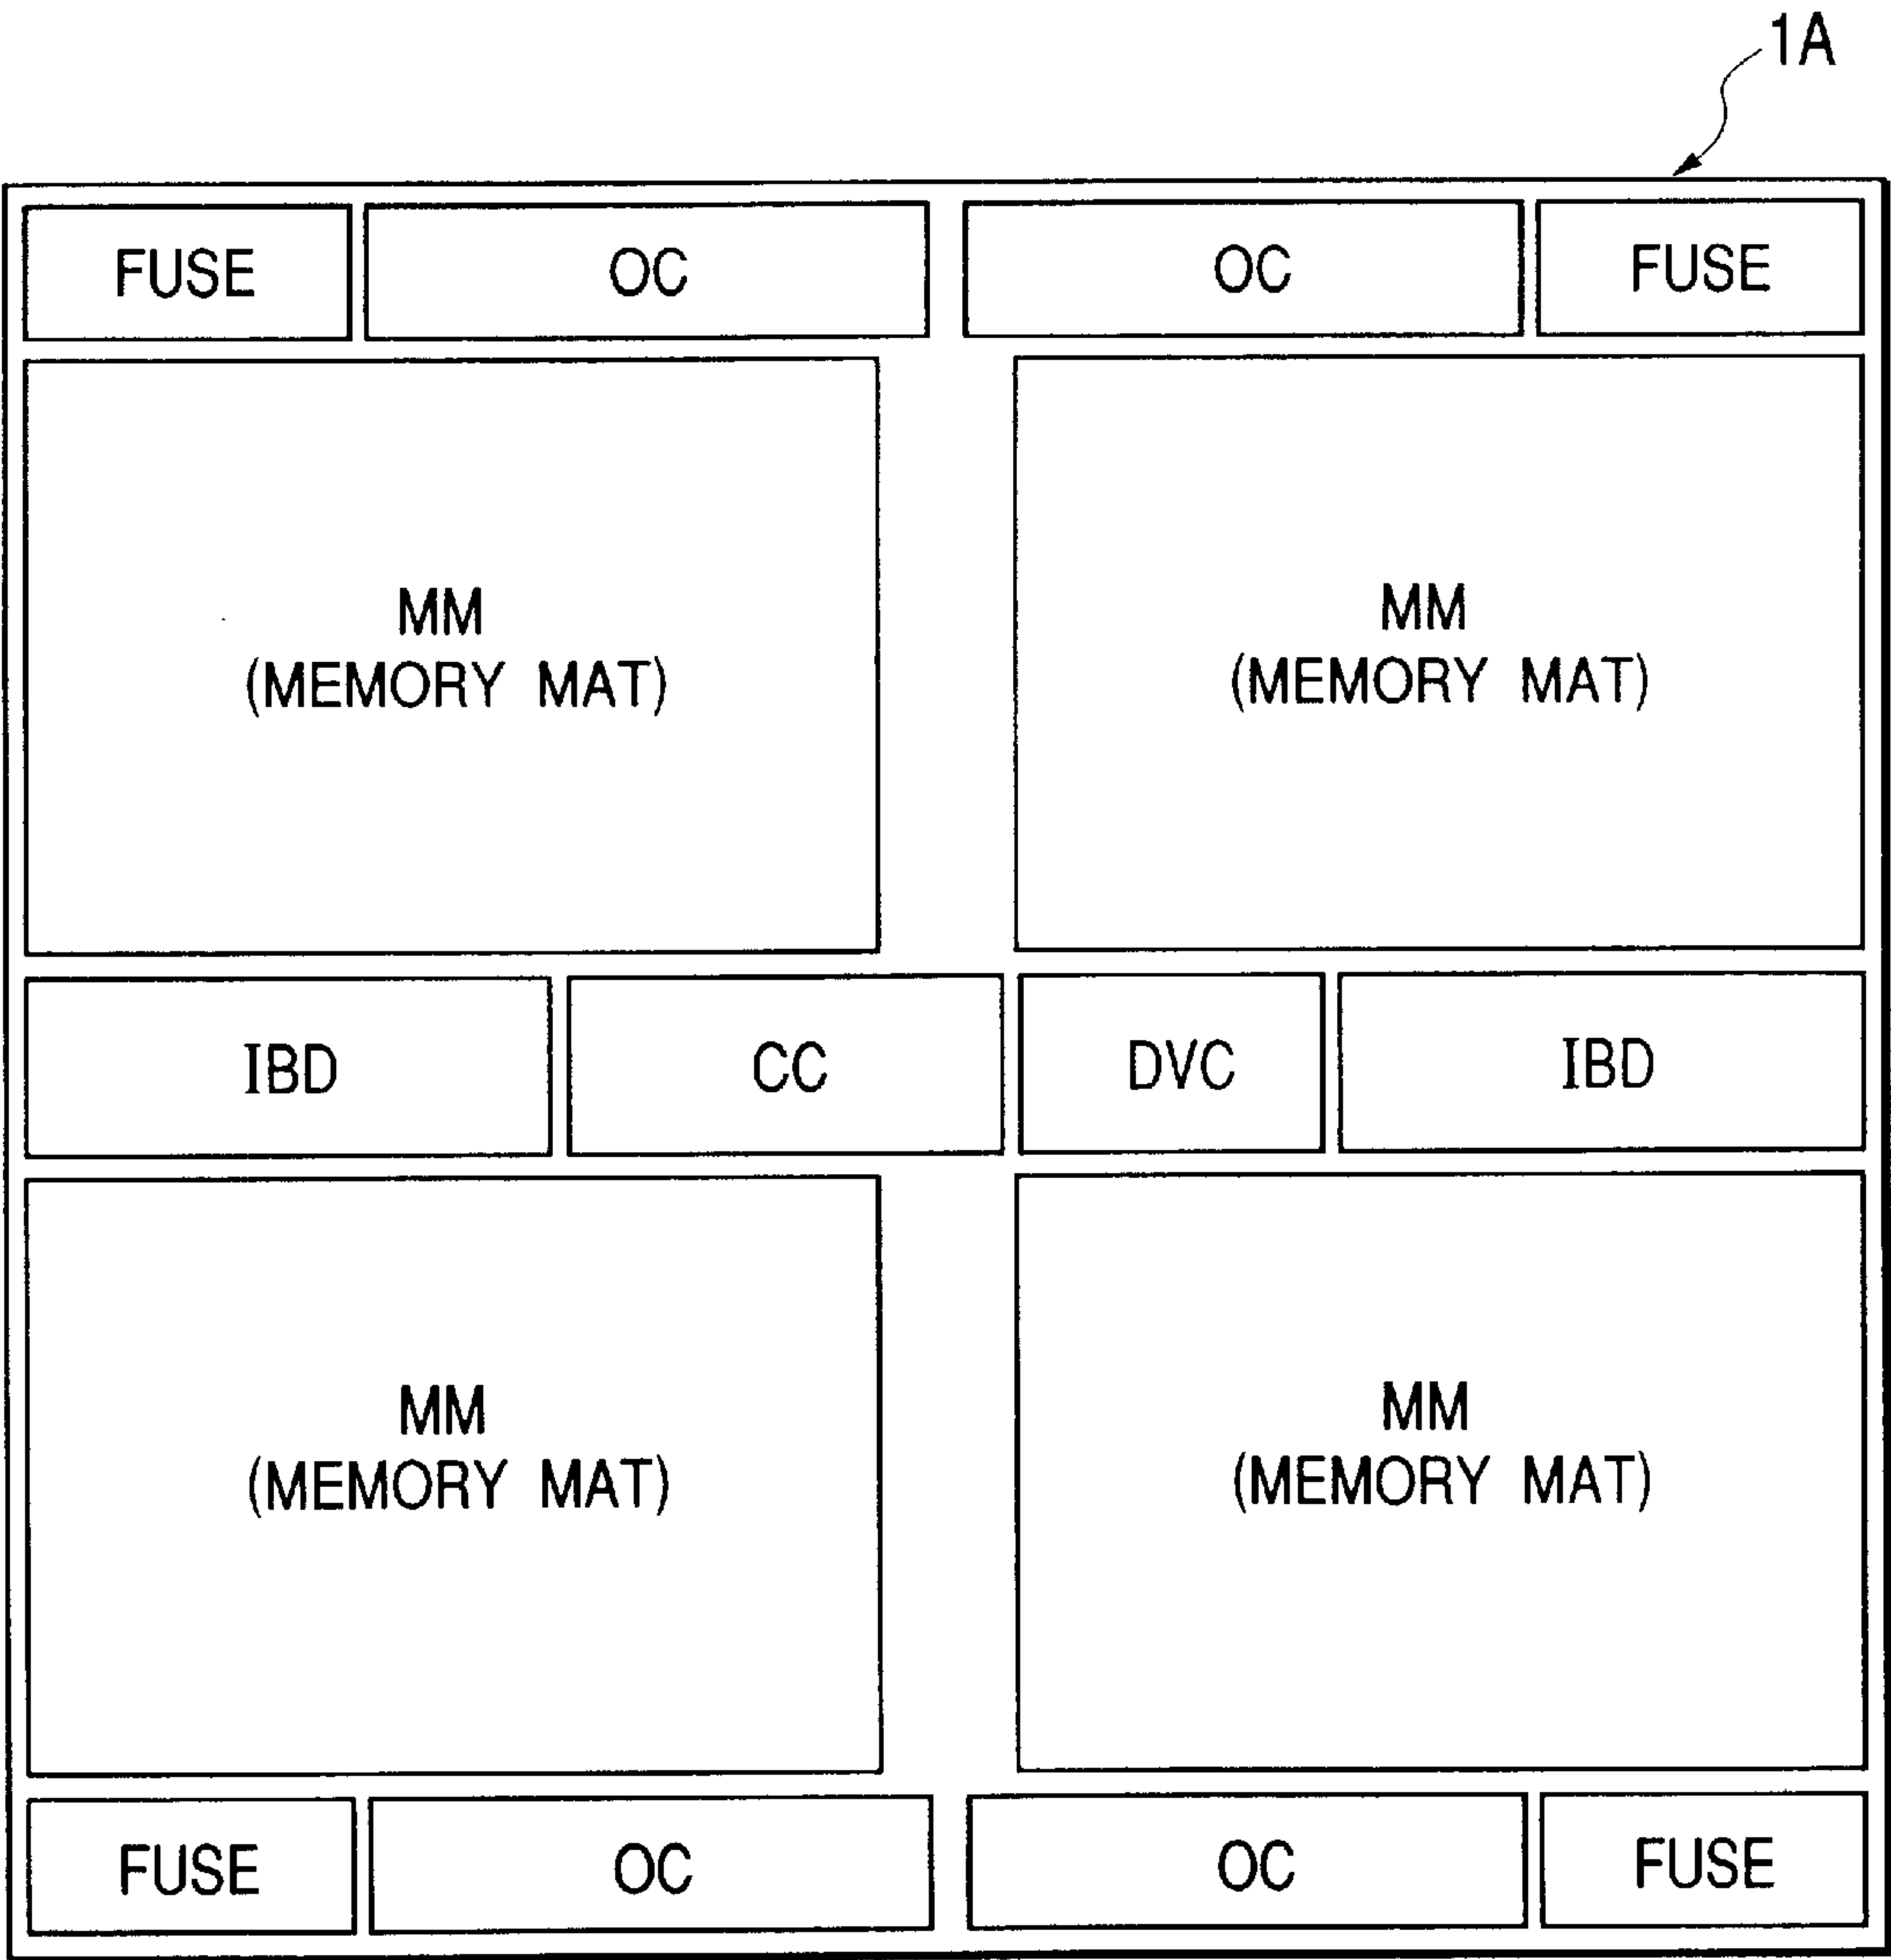 1A
FUSE OC OC FUSE
MM
(MEMORY MAT)
MM
(MEMORY MAT)
IBD CC DVC IBD
MM
(MEMORY MAT)
MM
(MEMORY MAT)
FUSE OC OC FUSE